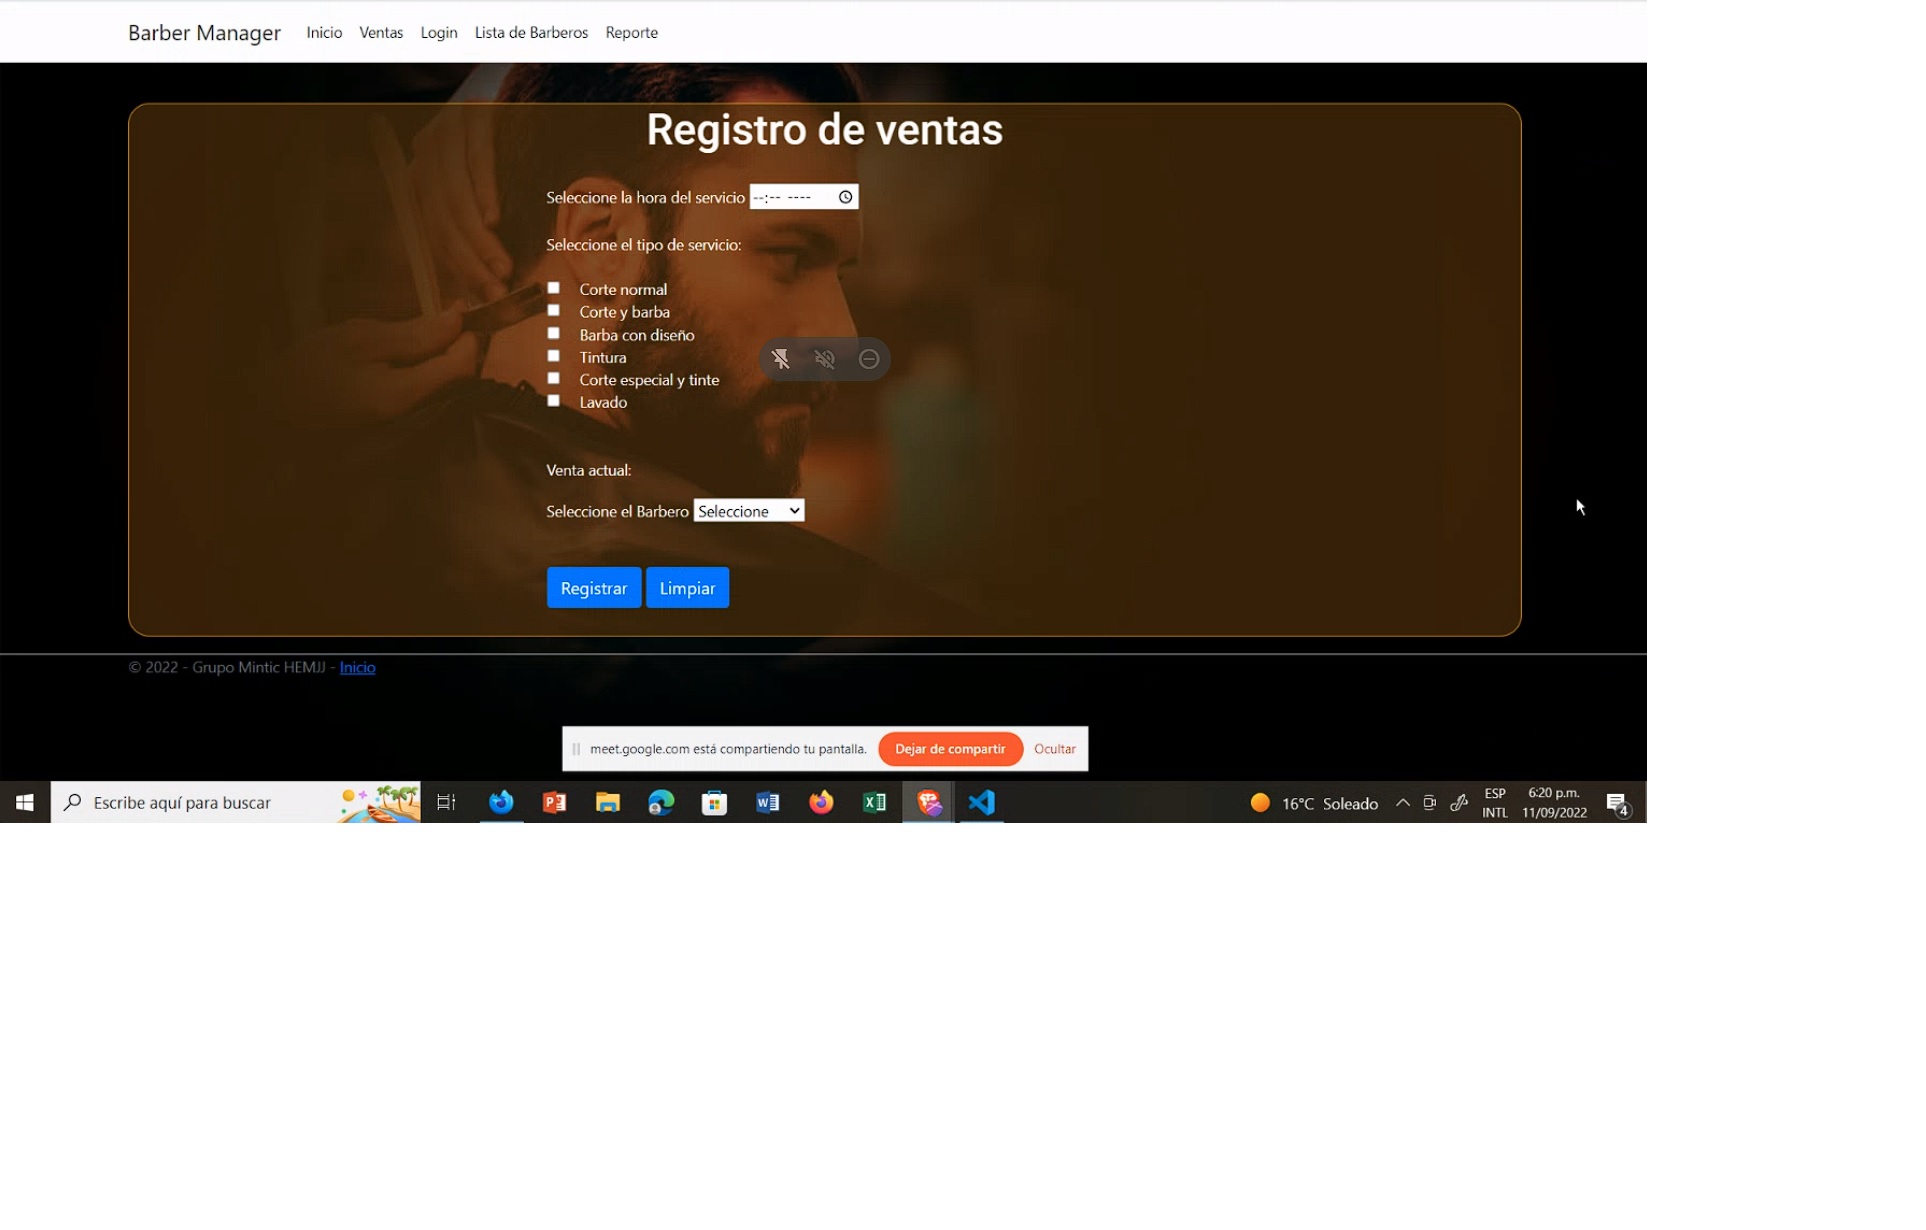 Barber Manager Inicio Ventas Login Lista de Barberos Reporte
Registro de ventas
Seleccione la hora del servicio --:-- ----
Seleccione el tipo de servicio:
Corte normal
Corte y barba
Barba con diseño
Tintura
Corte especial y tinte
Lavado
Venta actual:
Seleccione el Barbero Seleccione
Registrar Limpiar
© 2022 - Grupo Mintic HEMJJ - Inicio
meet.google.com está compartiendo tu pantalla. Dejar de compartir Ocultar
Escribe aquí para buscar
16°C Soleado
ESP
INTL
6:20 p.m.
11/09/2022
4